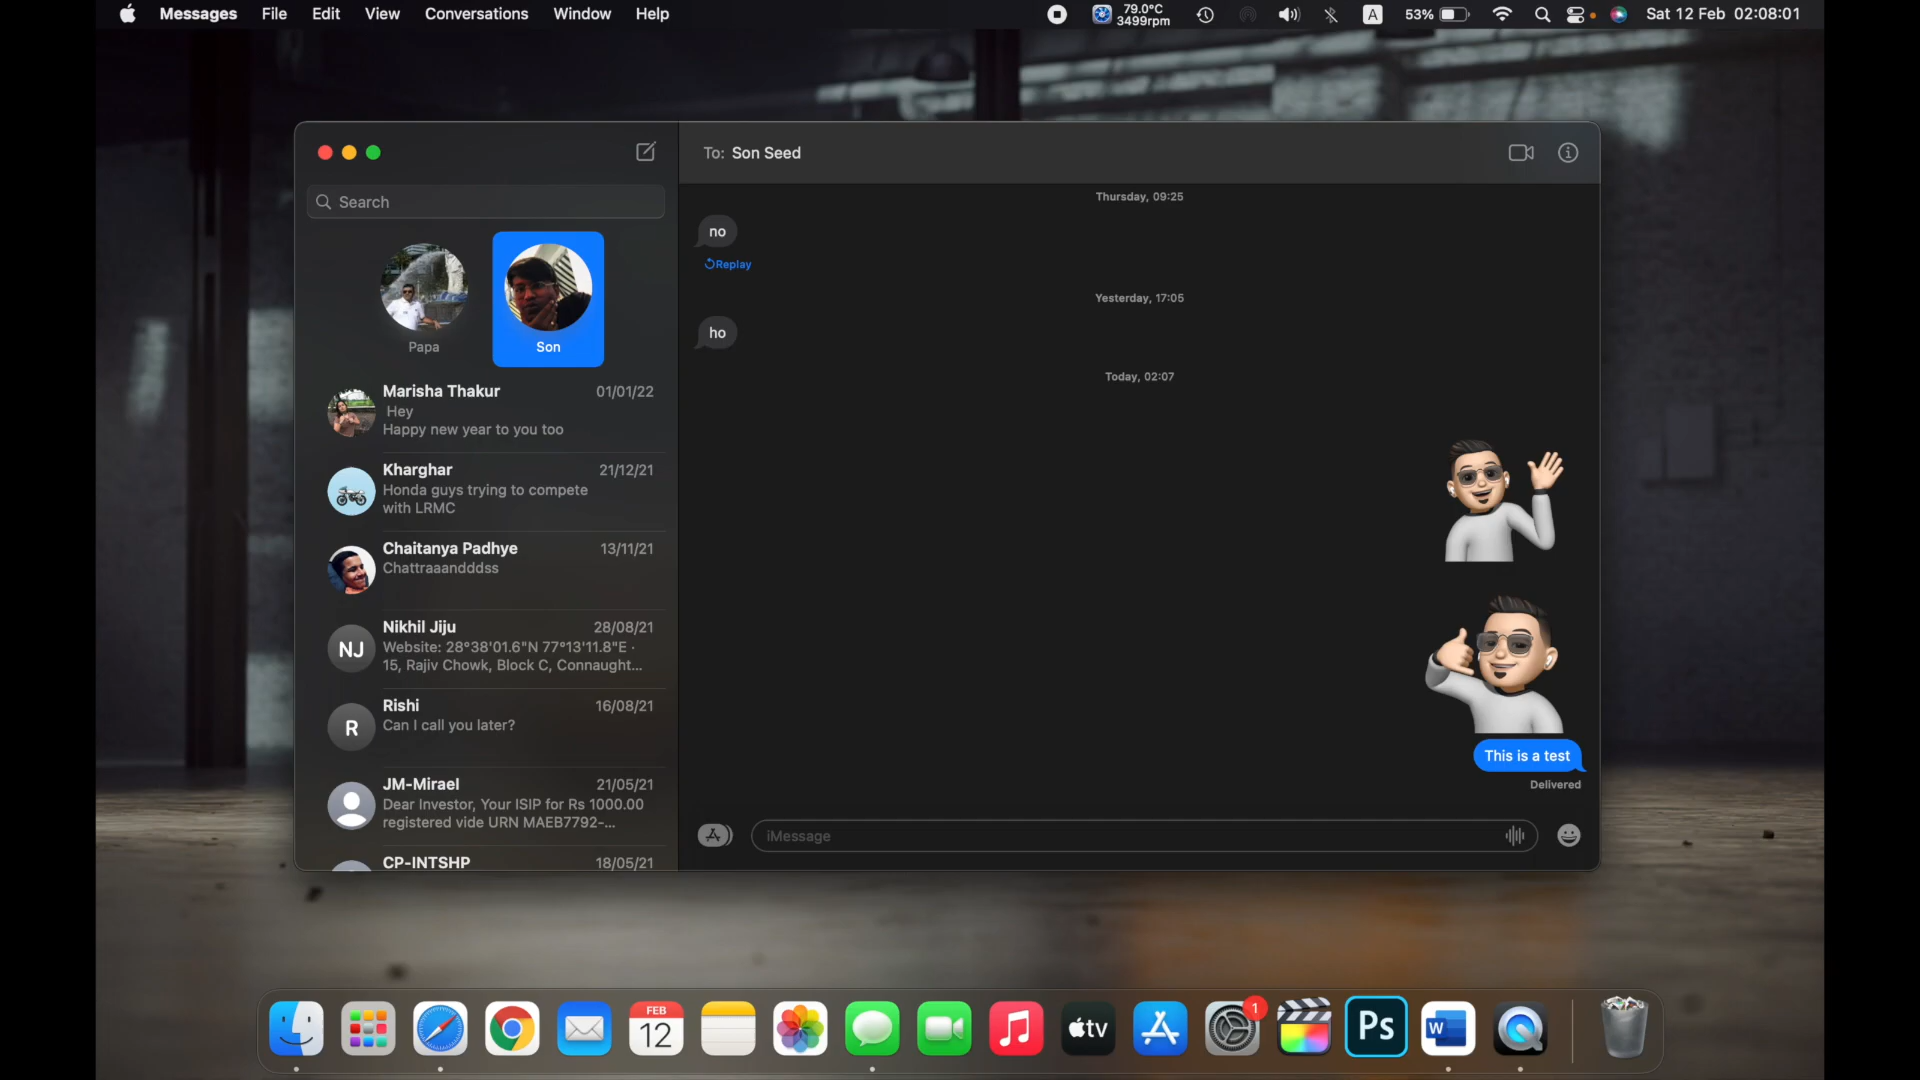 Messages File Edit View Conversations Window Help
79.0°C
3499rpm
A
53%
Sat 12 Feb 02:08:01
To: Son Seed
Search
Papa
Son
Marisha Thakur 01/01/22
Hey
Happy new year to you too
Kharghar 21/12/21
Honda guys trying to compete
with LRMC
Chaitanya Padhye 13/11/21
Chattraaandddss
NJ
Nikhil Jiju 28/08/21
Website: 28°38'01.6"N 77°13'11.8"E ·
15, Rajiv Chowk, Block C, Connaught...
R
Rishi 16/08/21
Can I call you later?
JM-Mirael 21/05/21
Dear Investor, Your ISIP for Rs 1000.00
registered vide URN MAEB7792-...
CP-INTSHP 18/05/21
Thursday, 09:25
no
Replay
Yesterday, 17:05
ho
Today, 02:07
This is a test
Delivered
iMessage
FEB
12
tv
1
Ps
W